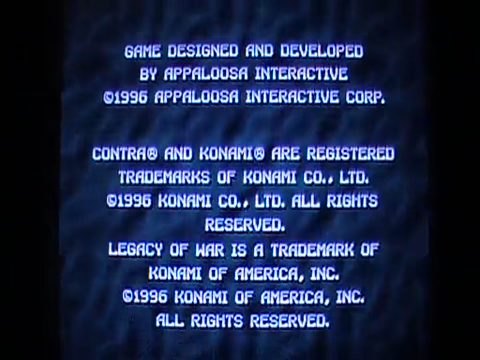 GAME DESIGNED AND DEVELOPED
BY APPALOOSA INTERACTIVE
©1996 APPALOOSA INTERACTIVE CORP.
CONTRA® AND KONAMI® ARE REGISTERED
TRADEMARKS OF KONAMI CO., LTD.
©1996 KONAMI CO., LTD. ALL RIGHTS
RESERVED.
LEGACY OF WAR IS A TRADEMARK OF
KONAMI OF AMERICA, INC.
©1996 KONAMI OF AMERICA, INC.
ALL RIGHTS RESERVED.